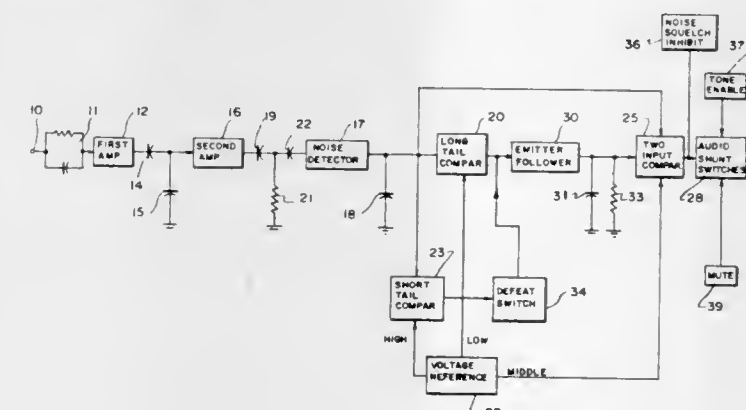 NOISE
SQUELCH
INHIBIT
36
37
TONE
ENABLE
10
11
12
16
19
22
17
20
30
25
FIRST
AMP
SECOND
AMP
NOISE
DETECTOR
LONG
TAIL
COMPAR
EMITTER
FOLLOWER
TWO
INPUT
COMPAR
AUDIO
SHUNT
SWITCHES
14
15
21
18
31
33
28
23
SHORT
TAIL
COMPAR
DEFEAT
SWITCH
34
MUTE
39
HIGH
LOW
VOLTAGE
REFERENCE
MIDDLE